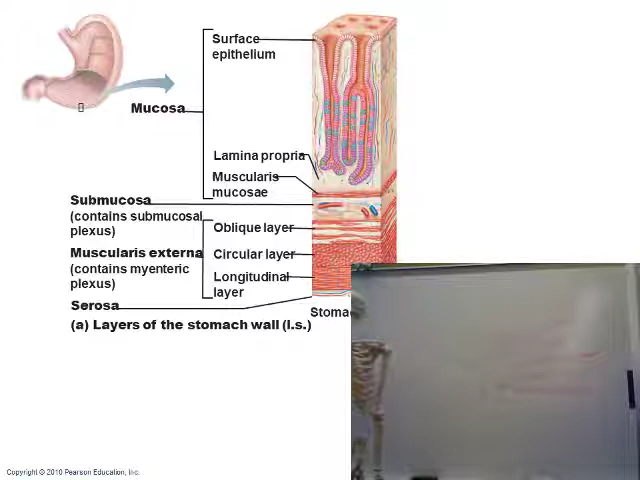 Surface
epithelium
Mucosa
Lamina propria
Muscularis
mucosae
Submucosa
(contains submucosal
plexus)
Oblique layer
Muscularis externa
(contains myenteric
plexus)
Circular layer
Longitudinal
layer
Serosa
(a) Layers of the stomach wall (l.s.)
Copyright © 2010 Pearson Education, Inc.